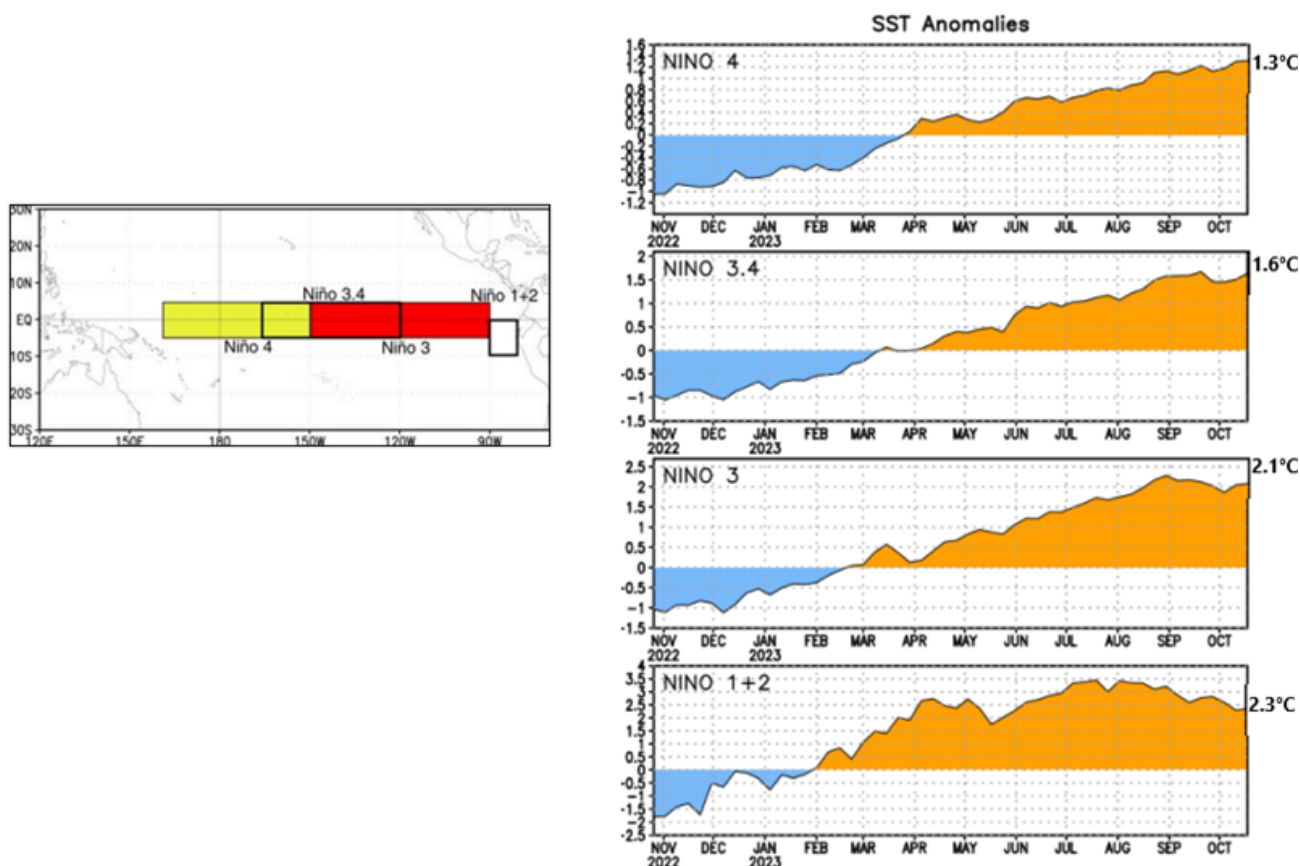 30N
20N
10N
EQ
10S
20S
30S
120E 150E 180 150W 120W 90W
Niño 3.4
Niño 1+2
Niño 4
Niño 3
SST Anomalies
NINO 4
1.6
1.4
1.2
1
0.8
0.6
0.4
0.2
0
-0.2
-0.4
-0.6
-0.8
-1
-1.2
1.3°C
NOV DEC JAN FEB MAR APR MAY JUN JUL AUG SEP OCT
2022 2023
NINO 3.4
2
1.5
1
0.5
0
-0.5
-1
-1.5
1.6°C
NOV DEC JAN FEB MAR APR MAY JUN JUL AUG SEP OCT
2022 2023
NINO 3
2.5
2
1.5
1
0.5
0
-0.5
-1
-1.5
2.1°C
NOV DEC JAN FEB MAR APR MAY JUN JUL AUG SEP OCT
2022 2023
NINO 1+2
4
3.5
3
2.5
2
1.5
1
0.5
0
-0.5
-1
-1.5
-2
-2.5
2.3°C
NOV DEC JAN FEB MAR APR MAY JUN JUL AUG SEP OCT
2022 2023